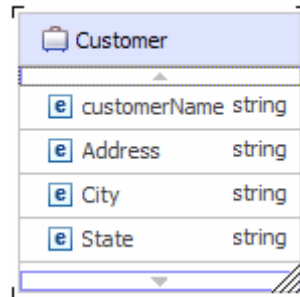 Customer
e customerName string
e Address string
e City string
e State string